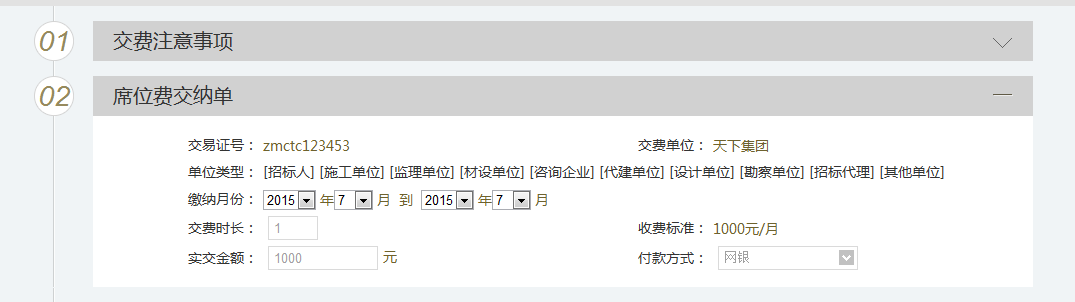 01 交费注意事项
02 席位费交纳单
交易证号： zmctc123453 交费单位： 天下集团
单位类型： [招标人] [施工单位] [监理单位] [材设单位] [咨询企业] [代建单位] [设计单位] [勘察单位] [招标代理] [其他单位]
缴纳月份： 2015 年 7 月 到 2015 年 7 月
交费时长： 1 收费标准： 1000元/月
实交金额： 1000 元 付款方式： 网银